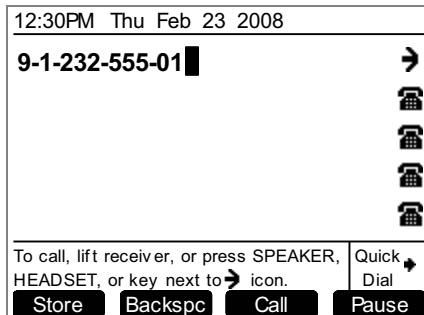 12:30PM Thu Feb 23 2008
9-1-232-555-01
To call, lift receiver, or press SPEAKER,
HEADSET, or key next to → icon.
Quick
Dial
Store Backspc Call Pause